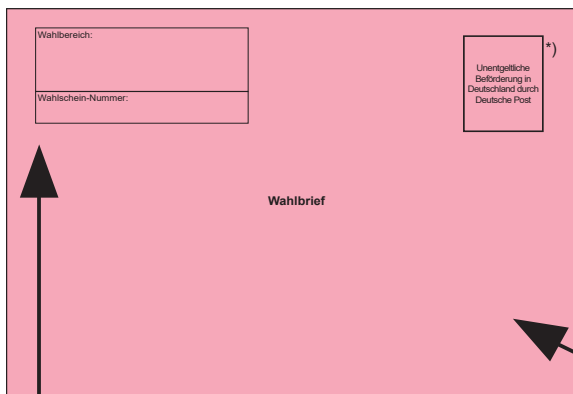 Wahlbereich:
*)
Unentgeltliche
Beförderung in
Deutschland durch
Deutsche Post
Wahlschein-Nummer:
Wahlbrief